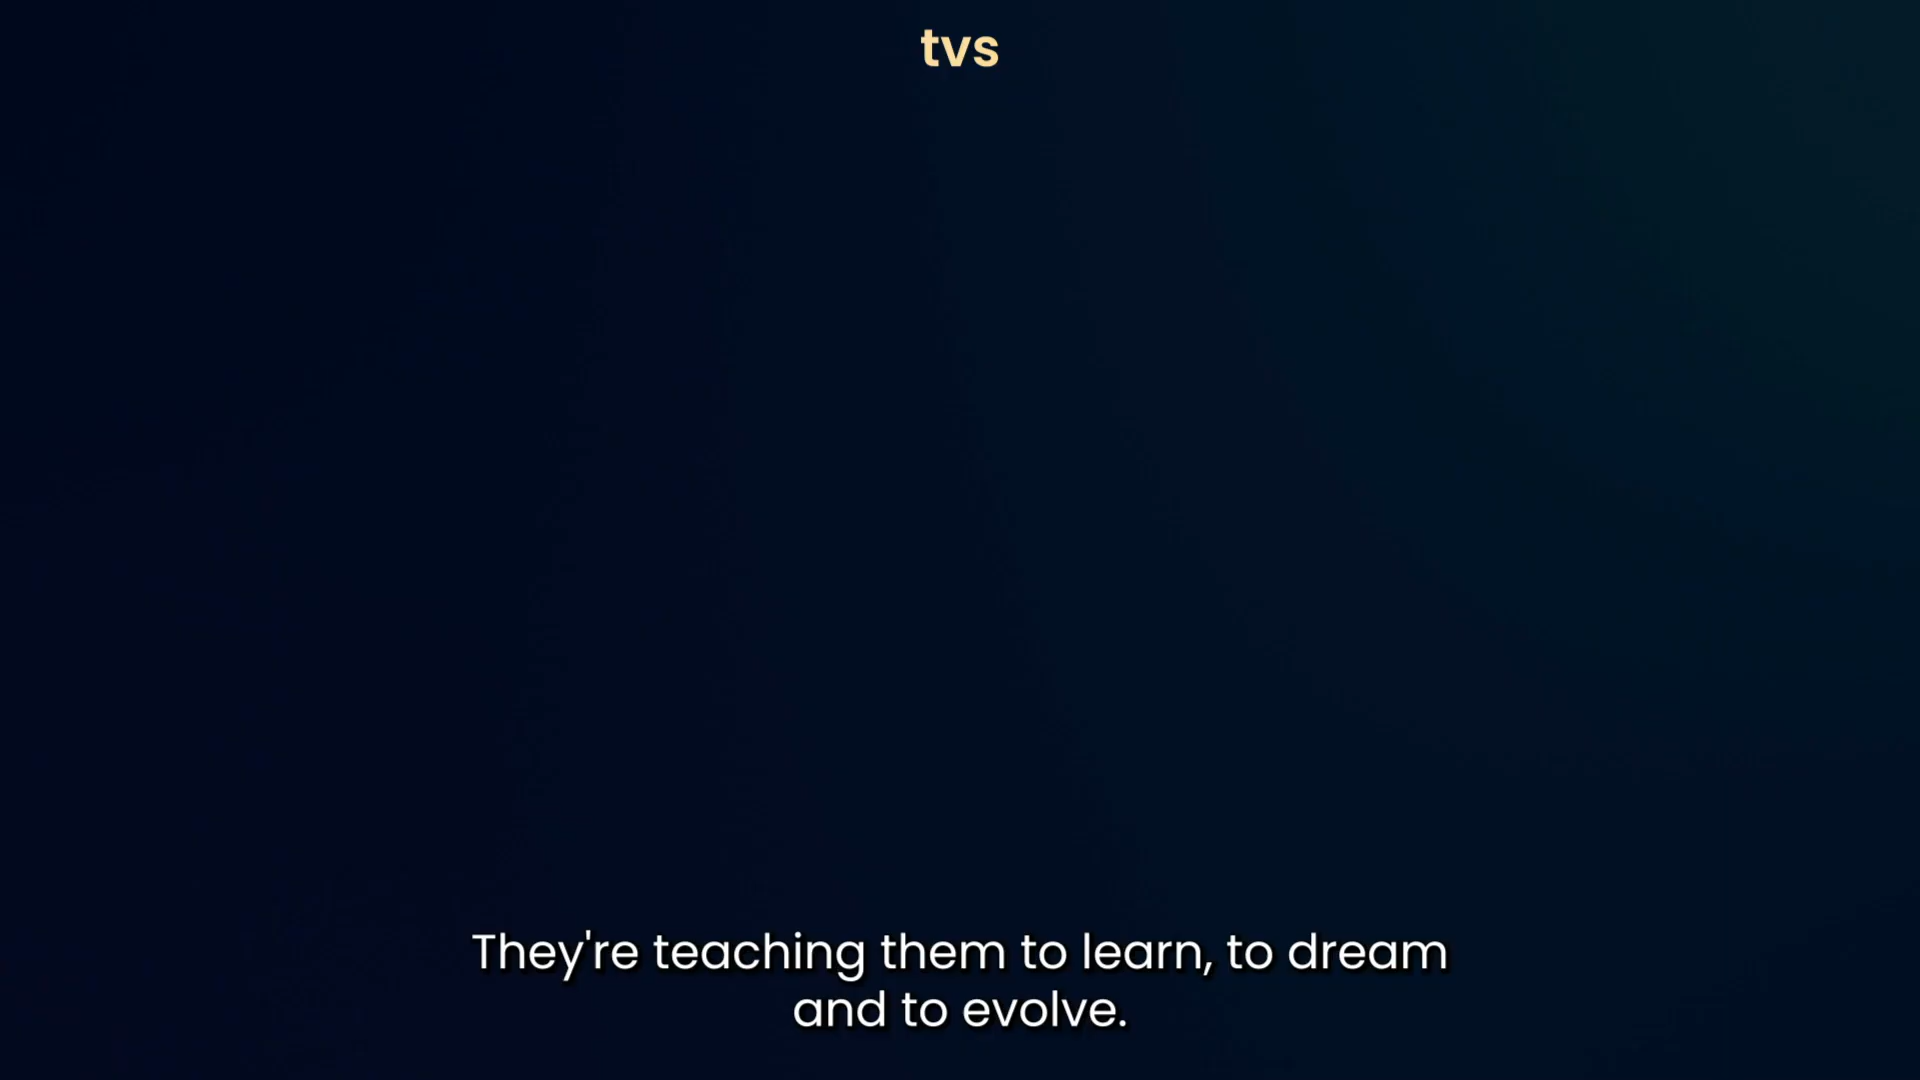 tvs
They're teaching them to learn, to dream
and to evolve.